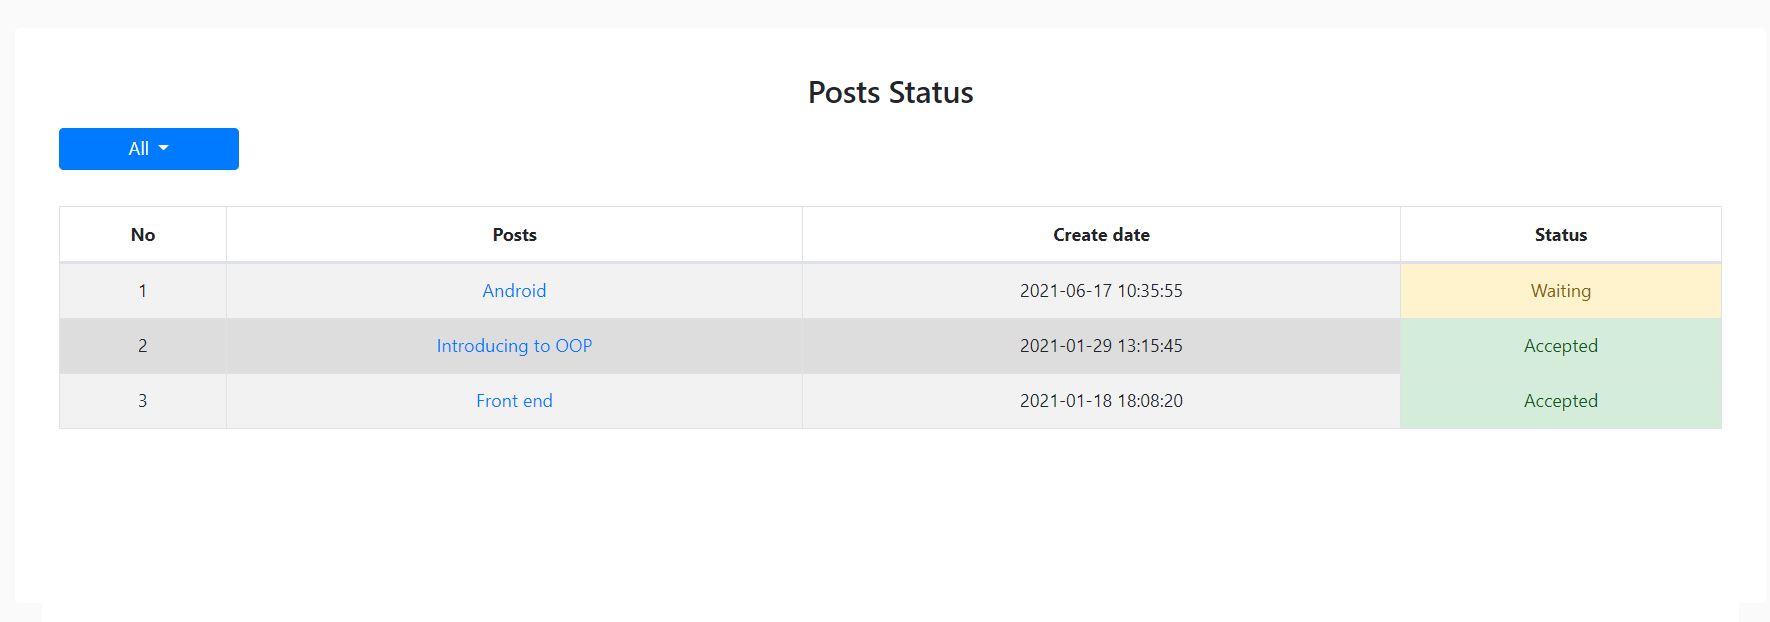 Posts Status
All
No Posts Create date Status
1 Android 2021-06-17 10:35:55 Waiting
2 Introducing to OOP 2021-01-29 13:15:45 Accepted
3 Front end 2021-01-18 18:08:20 Accepted